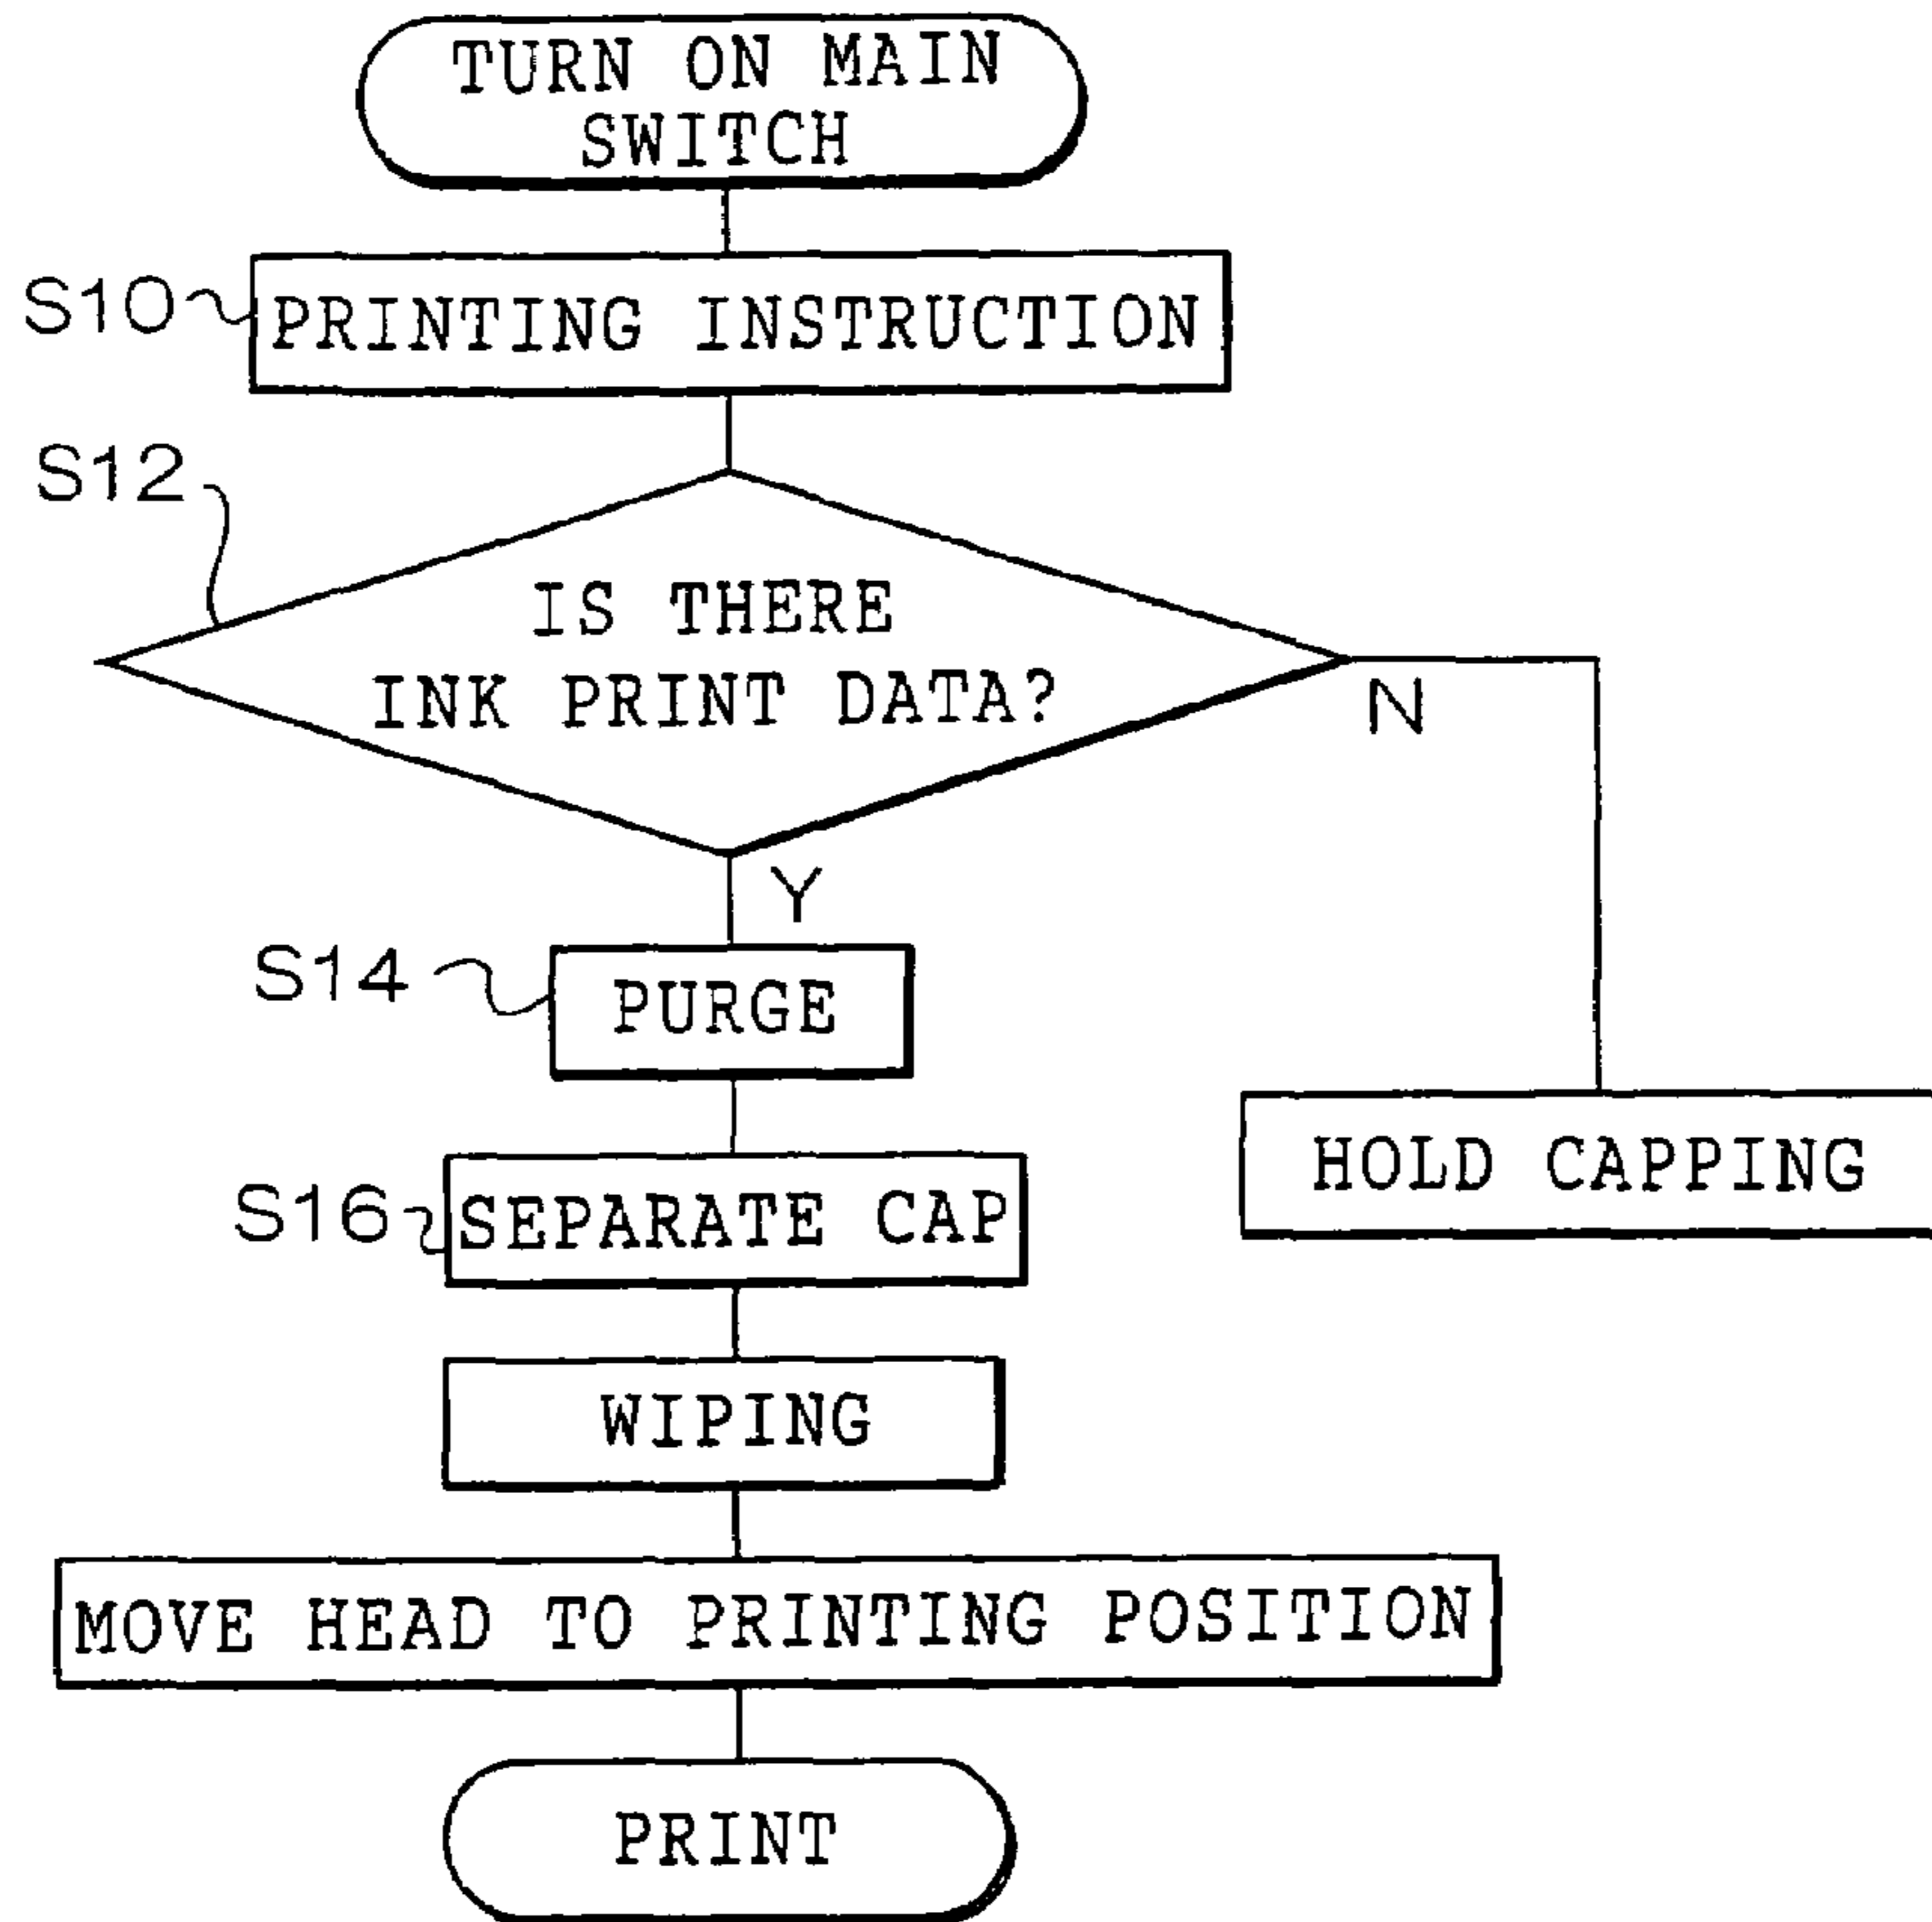 TURN ON MAIN
SWITCH
S10
PRINTING INSTRUCTION
S12
IS THERE
INK PRINT DATA?
N
Y
S14
PURGE
HOLD CAPPING
S16
SEPARATE CAP
WIPING
MOVE HEAD TO PRINTING POSITION
PRINT